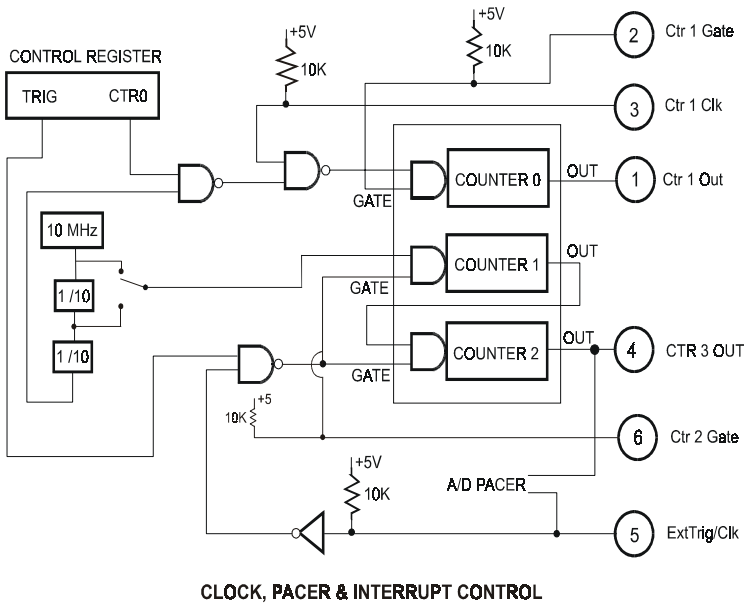 +5V
10K
+5V
10K
2 Ctr 1 Gate
CONTROL REGISTER
TRIG CTR0
3 Ctr 1 Clk
COUNTER 0
OUT
1 Ctr 1 Out
GATE
10 MHz
1 /10
1 /10
COUNTER 1
OUT
GATE
COUNTER 2
OUT
4 CTR 3 OUT
GATE
+5
10K
6 Ctr 2 Gate
+5V
10K
A/D PACER
5 ExtTrig/Clk
CLOCK, PACER & INTERRUPT CONTROL